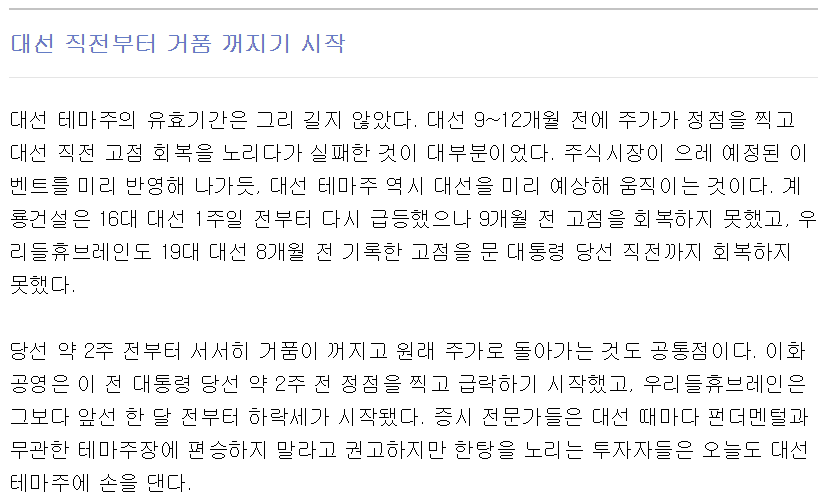 대선 직전부터 거품 꺼지기 시작
대선 테마주의 유효기간은 그리 길지 않았다. 대선 9~12개월 전에 주가가 정점을 찍고
대선 직전 고점 회복을 노리다가 실패한 것이 대부분이었다. 주식시장이 으레 예정된 이
벤트를 미리 반영해 나가듯, 대선 테마주 역시 대선을 미리 예상해 움직이는 것이다. 계
룡건설은 16대 대선 1주일 전부터 다시 급등했으나 9개월 전 고점을 회복하지 못했고, 우
리들휴브레인도 19대 대선 8개월 전 기록한 고점을 문 대통령 당선 직전까지 회복하지
못했다.
당선 약 2주 전부터 서서히 거품이 꺼지고 원래 주가로 돌아가는 것도 공통점이다. 이화
공영은 이 전 대통령 당선 약 2주 전 정점을 찍고 급락하기 시작했고, 우리들휴브레인은
그보다 앞선 한 달 전부터 하락세가 시작됐다. 증시 전문가들은 대선 때마다 펀더멘털과
무관한 테마주장에 편승하지 말라고 권고하지만 한탕을 노리는 투자자들은 오늘도 대선
테마주에 손을 댄다.